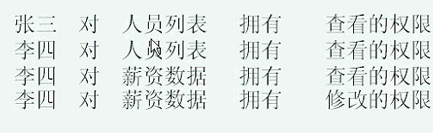 张三 对 人员列表 拥有 查看的权限
李四 对 人员列表 拥有 查看的权限
李四 对 薪资数据 拥有 查看的权限
李四 对 薪资数据 拥有 修改的权限